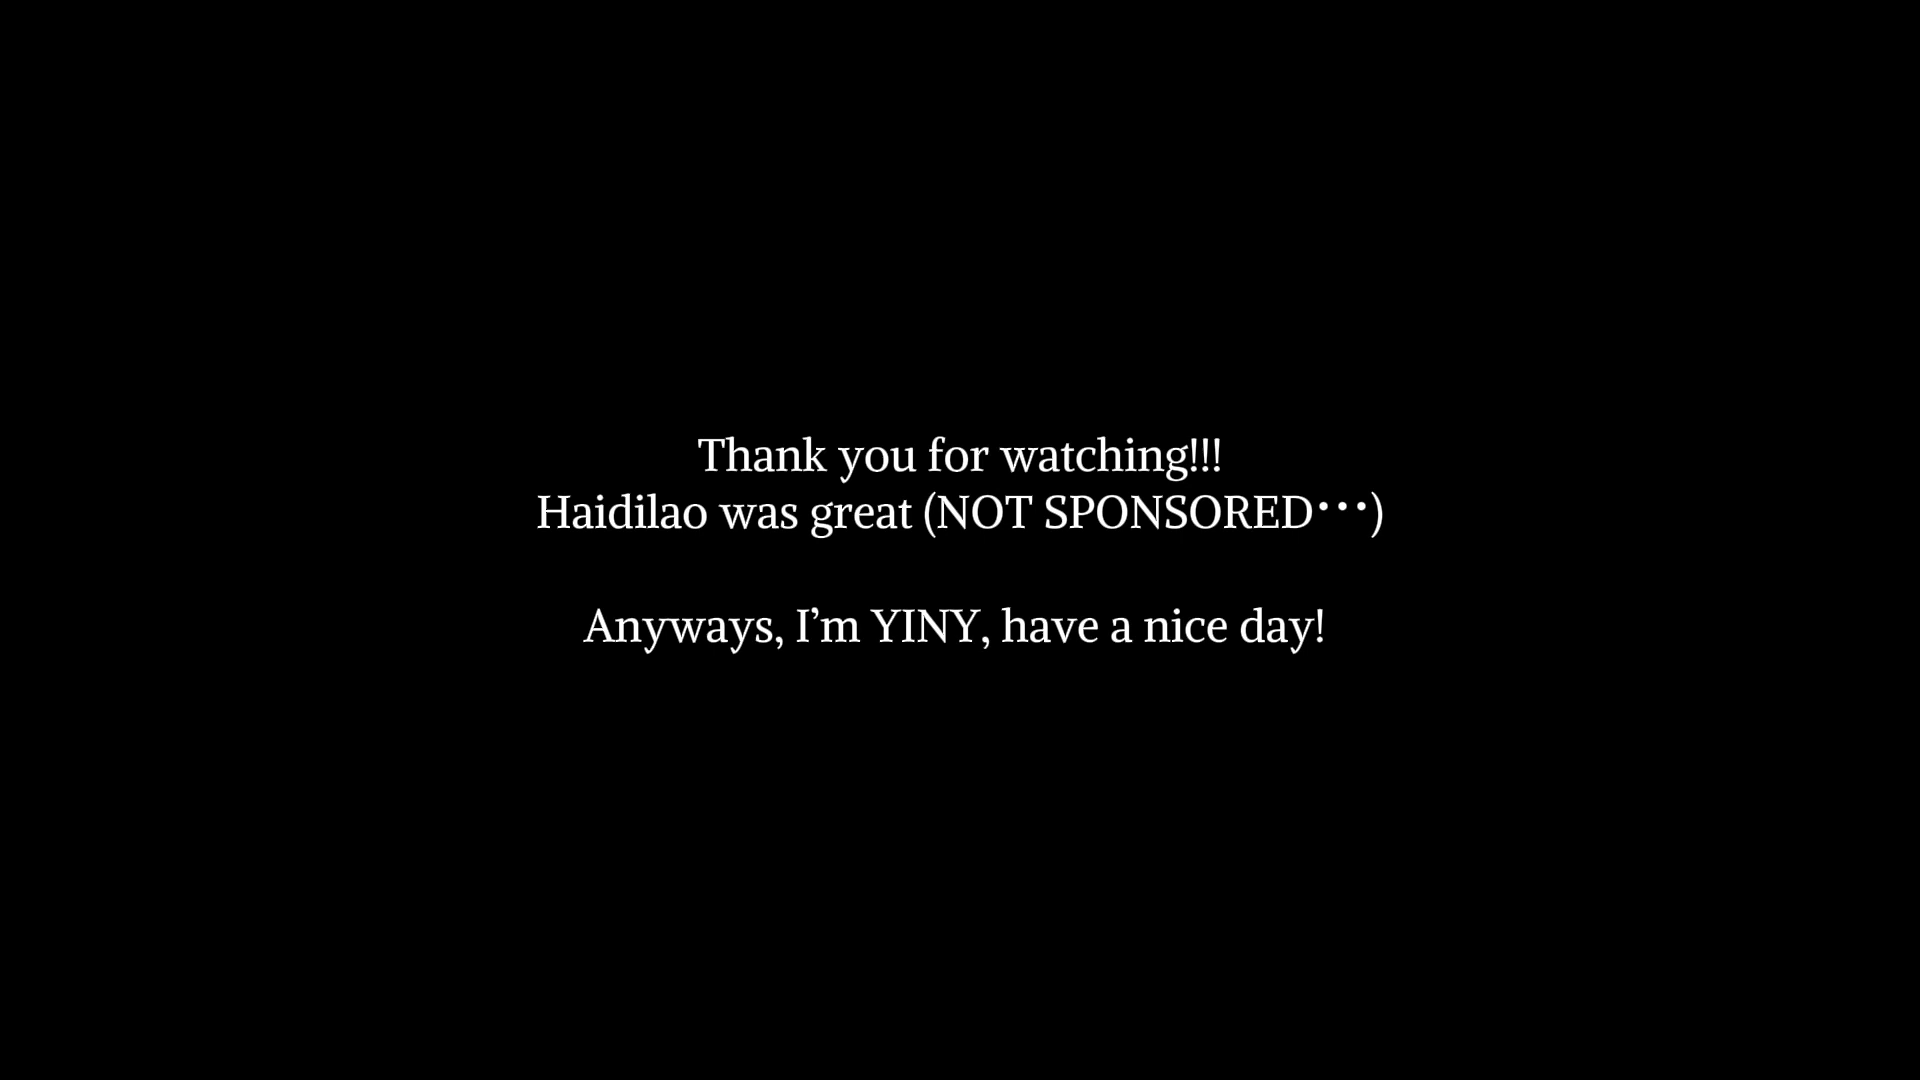 Thank you for watching!!!
Haidilao was great (NOT SPONSORED⋯)
Anyways, I’m YINY, have a nice day!